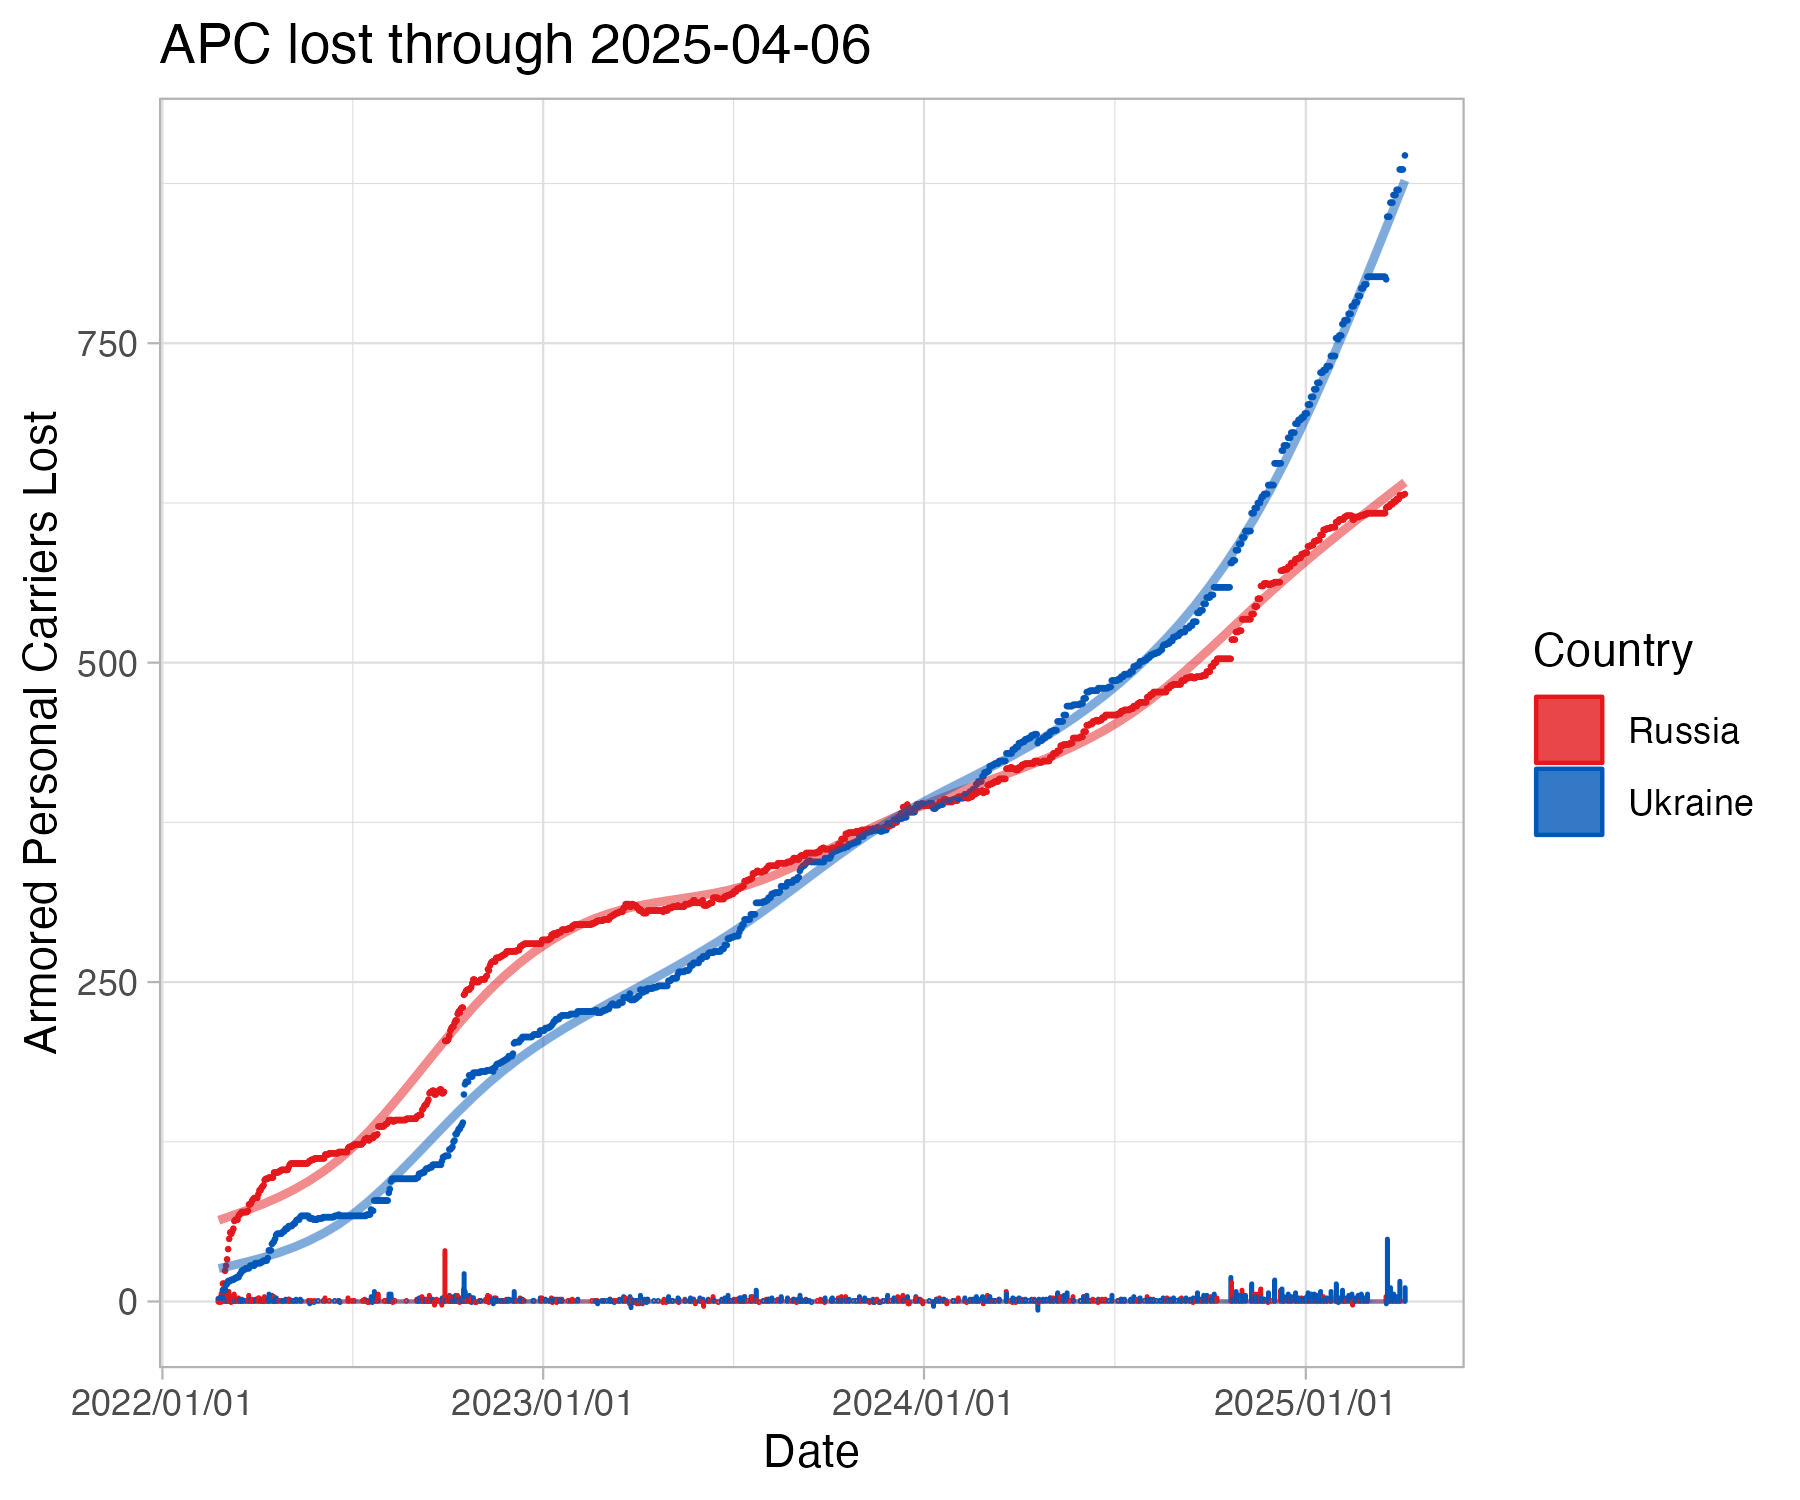 APC lost through 2025-04-06
Armored Personal Carriers Lost
750
500
250
0
2022/01/01
2023/01/01
2024/01/01
2025/01/01
Date
Country
Russia
Ukraine